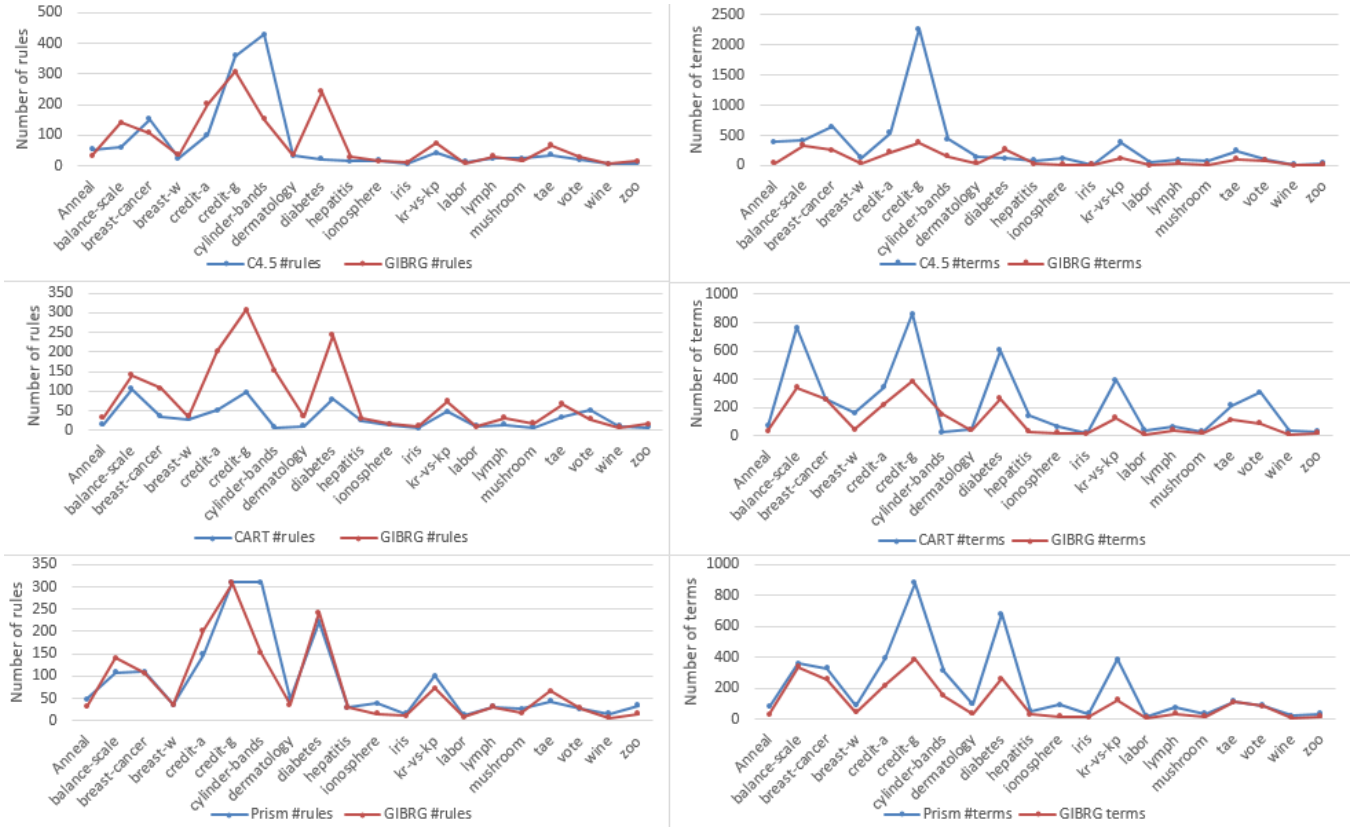 Number of rules
500
400
300
200
100
0
Anneal
balance-scale
breast-cancer
breast-w
credit-a
credit-g
cylinder-bands
dermatology
diabetes
hepatitis
ionosphere
iris
kr-vs-kp
labor
lymph
mushroom
tae
vote
wine
zoo
C4.5 #rules
GIBRG #rules
Number of terms
2500
2000
1500
1000
500
0
Anneal
balance-scale
breast-cancer
breast-w
credit-a
credit-g
cylinder-bands
dermatology
diabetes
hepatitis
ionosphere
iris
kr-vs-kp
labor
lymph
mushroom
tae
vote
wine
zoo
C4.5 #terms
GIBRG #terms
Number of rules
350
300
250
200
150
100
50
0
Anneal
balance-scale
breast-cancer
breast-w
credit-a
credit-g
cylinder-bands
dermatology
diabetes
hepatitis
ionosphere
iris
kr-vs-kp
labor
lymph
mushroom
tae
vote
wine
zoo
CART #rules
GIBRG #rules
Number of terms
1000
800
600
400
200
0
Anneal
balance-scale
breast-cancer
breast-w
credit-a
credit-g
cylinder-bands
dermatology
diabetes
hepatitis
ionosphere
iris
kr-vs-kp
labor
lymph
mushroom
tae
vote
wine
zoo
CART #terms
GIBRG #terms
Number of rules
350
300
250
200
150
100
50
0
Anneal
balance-scale
breast-cancer
breast-w
credit-a
credit-g
cylinder-bands
dermatology
diabetes
hepatitis
ionosphere
iris
kr-vs-kp
labor
lymph
mushroom
tae
vote
wine
zoo
Prism #rules
GIBRG #rules
Number of terms
1000
800
600
400
200
0
Anneal
balance-scale
breast-cancer
breast-w
credit-a
credit-g
cylinder-bands
dermatology
diabetes
hepatitis
ionosphere
iris
kr-vs-kp
labor
lymph
mushroom
tae
vote
wine
zoo
Prism #terms
GIBRG terms